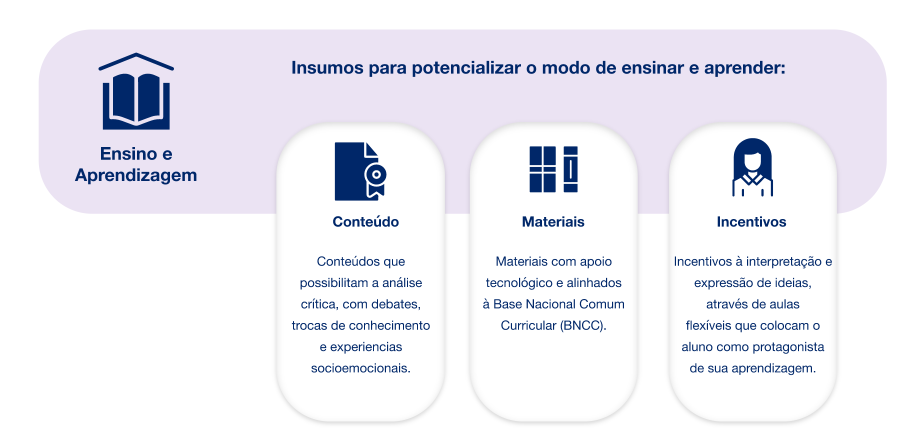 Insumos para potencializar o modo de ensinar e aprender:
Ensino e
Aprendizagem
Conteúdo
Conteúdos que
possibilitam a análise
crítica, com debates,
trocas de conhecimento
e experiencias
socioemocionais.
Materiais
Materiais com apoio
tecnológico e alinhados
à Base Nacional Comum
Curricular (BNCC).
Incentivos
Incentivos à interpretação e
expressão de ideias,
através de aulas
flexíveis que colocam o
aluno como protagonista
de sua aprendizagem.